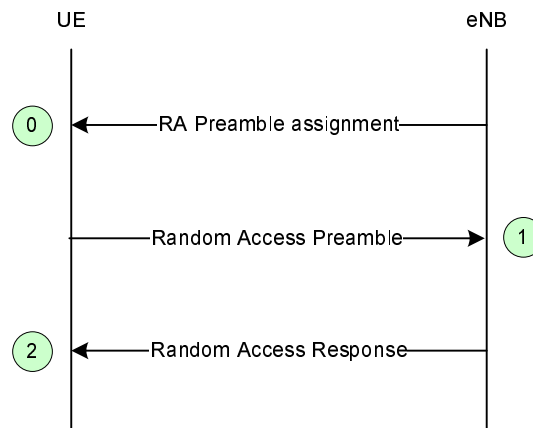 UE eNB
0 RA Preamble assignment
Random Access Preamble 1
2 Random Access Response